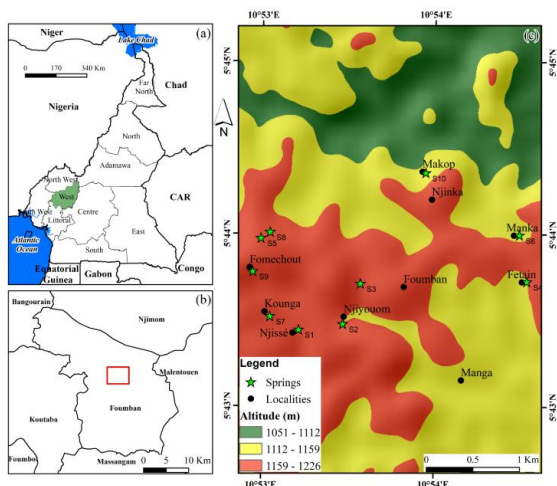 Niger
Lake Chad
(a)
0 170 340 Km
Chad
Far
North
Nigeria
N
North
Adamawa
North West
West
CAR
Centre
Littoral
East
Atlantic
Ocean
South
Equatorial
Guinea
Gabon
Congo
Bangourain
(b)
Njimom
Malentouen
Foumban
Koutaba
Foumbo
Massangam
0 5 10 Km
10°53'E 10°54'E
5°45'N 5°45'N
Makop
S10
Njinka
5°44'N 5°44'N
S8
S5
Manka
S6
Fomechout
S9
S3
Foumban
Fetain
S4
Kounga
S7
Njiyouom
S2
Njissé
S1
Manga
5°43'N 5°43'N
Legend
Springs
Localities
Altitude (m)
1051 - 1112
1112 - 1159
1159 - 1226
0 0.5 1 Km
10°53'E 10°54'E